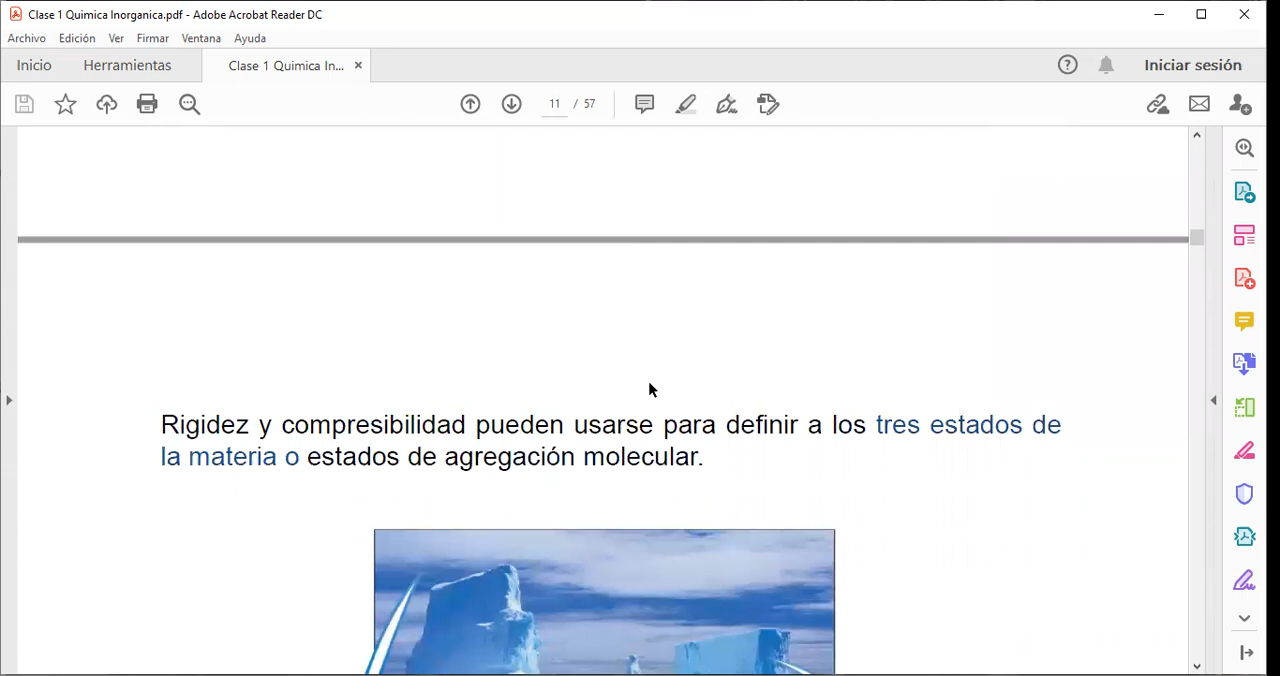 Clase 1 Quimica Inorganica.pdf - Adobe Acrobat Reader DC
Archivo Edición Ver Firmar Ventana Ayuda
Inicio Herramientas Clase 1 Quimica In... × Iniciar sesión
11 / 57
Rigidez y compresibilidad pueden usarse para definir a los tres estados de
la materia o estados de agregación molecular.